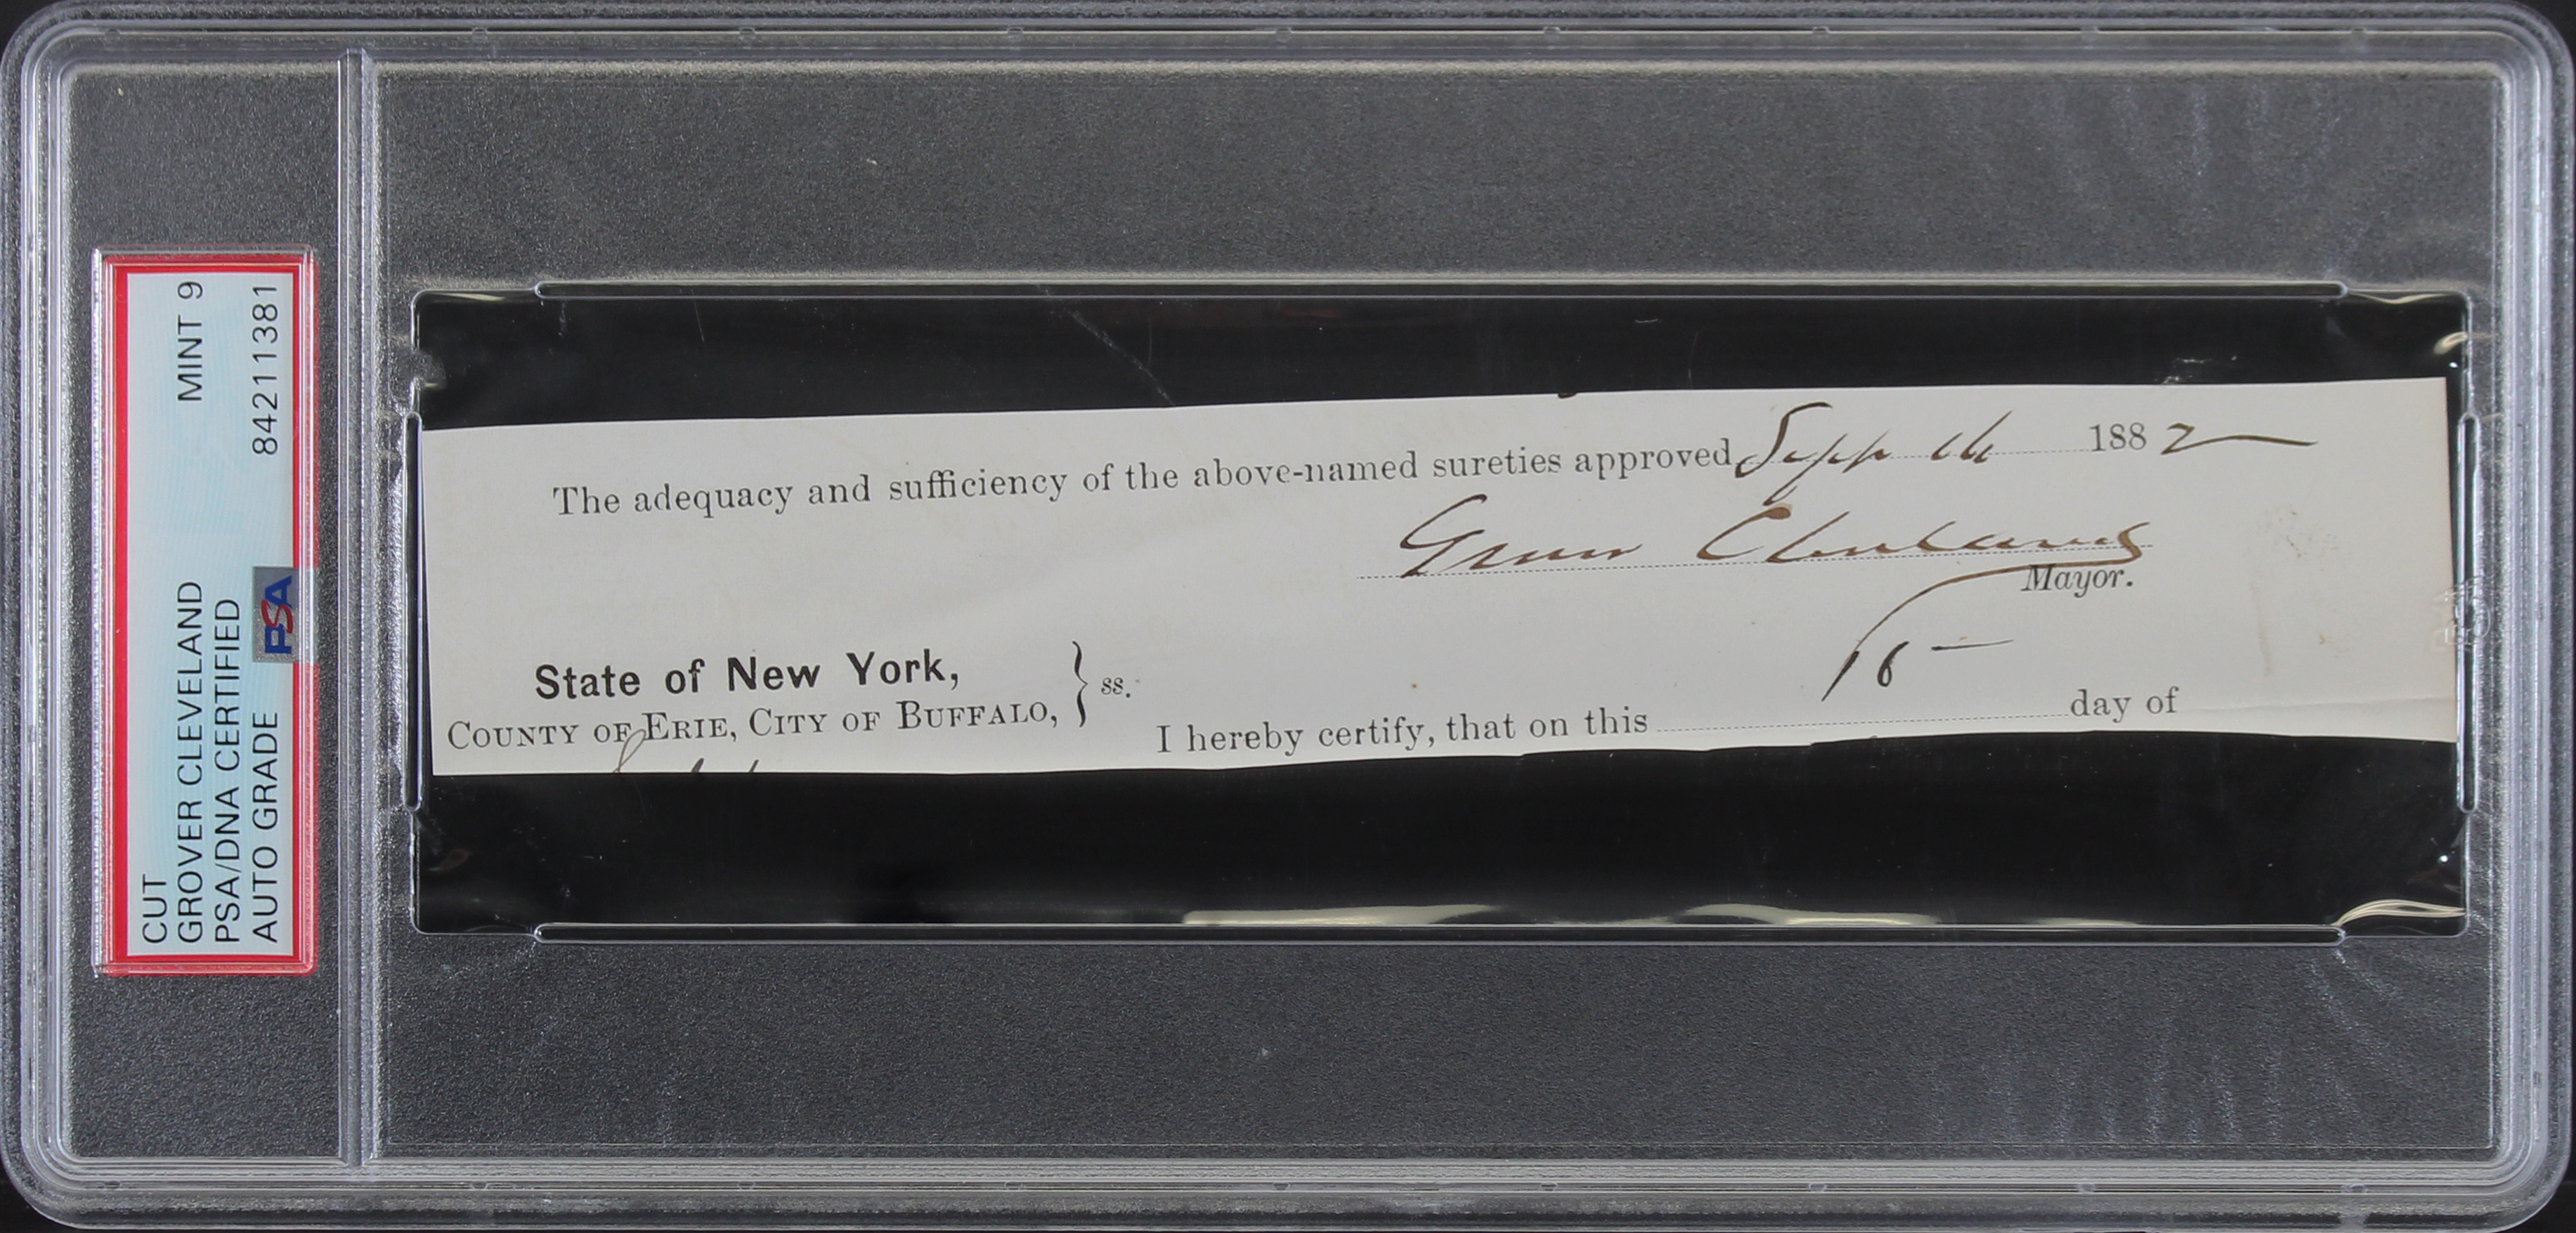 CUT
GROVER CLEVELAND MINT 9
PSA/DNA CERTIFIED
AUTO GRADE PSA 84211381
The adequacy and sufficiency of the above-named sureties approved Sept 16 1882
Grover Cleveland
Mayor.
State of New York,
COUNTY OF ERIE, CITY OF BUFFALO, } ss.
I hereby certify, that on this 16 day of